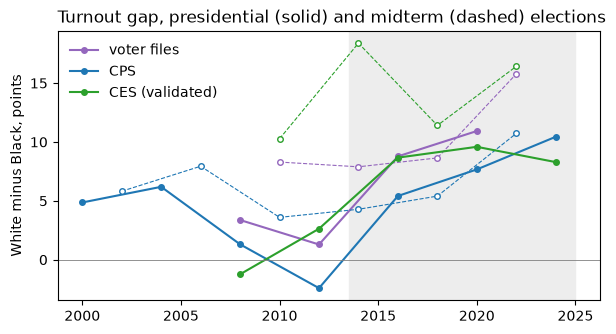 Turnout gap, presidential (solid) and midterm (dashed) elections
White minus Black, points
voter files
CPS
CES (validated)
15
10
5
0
2000 2005 2010 2015 2020 2025